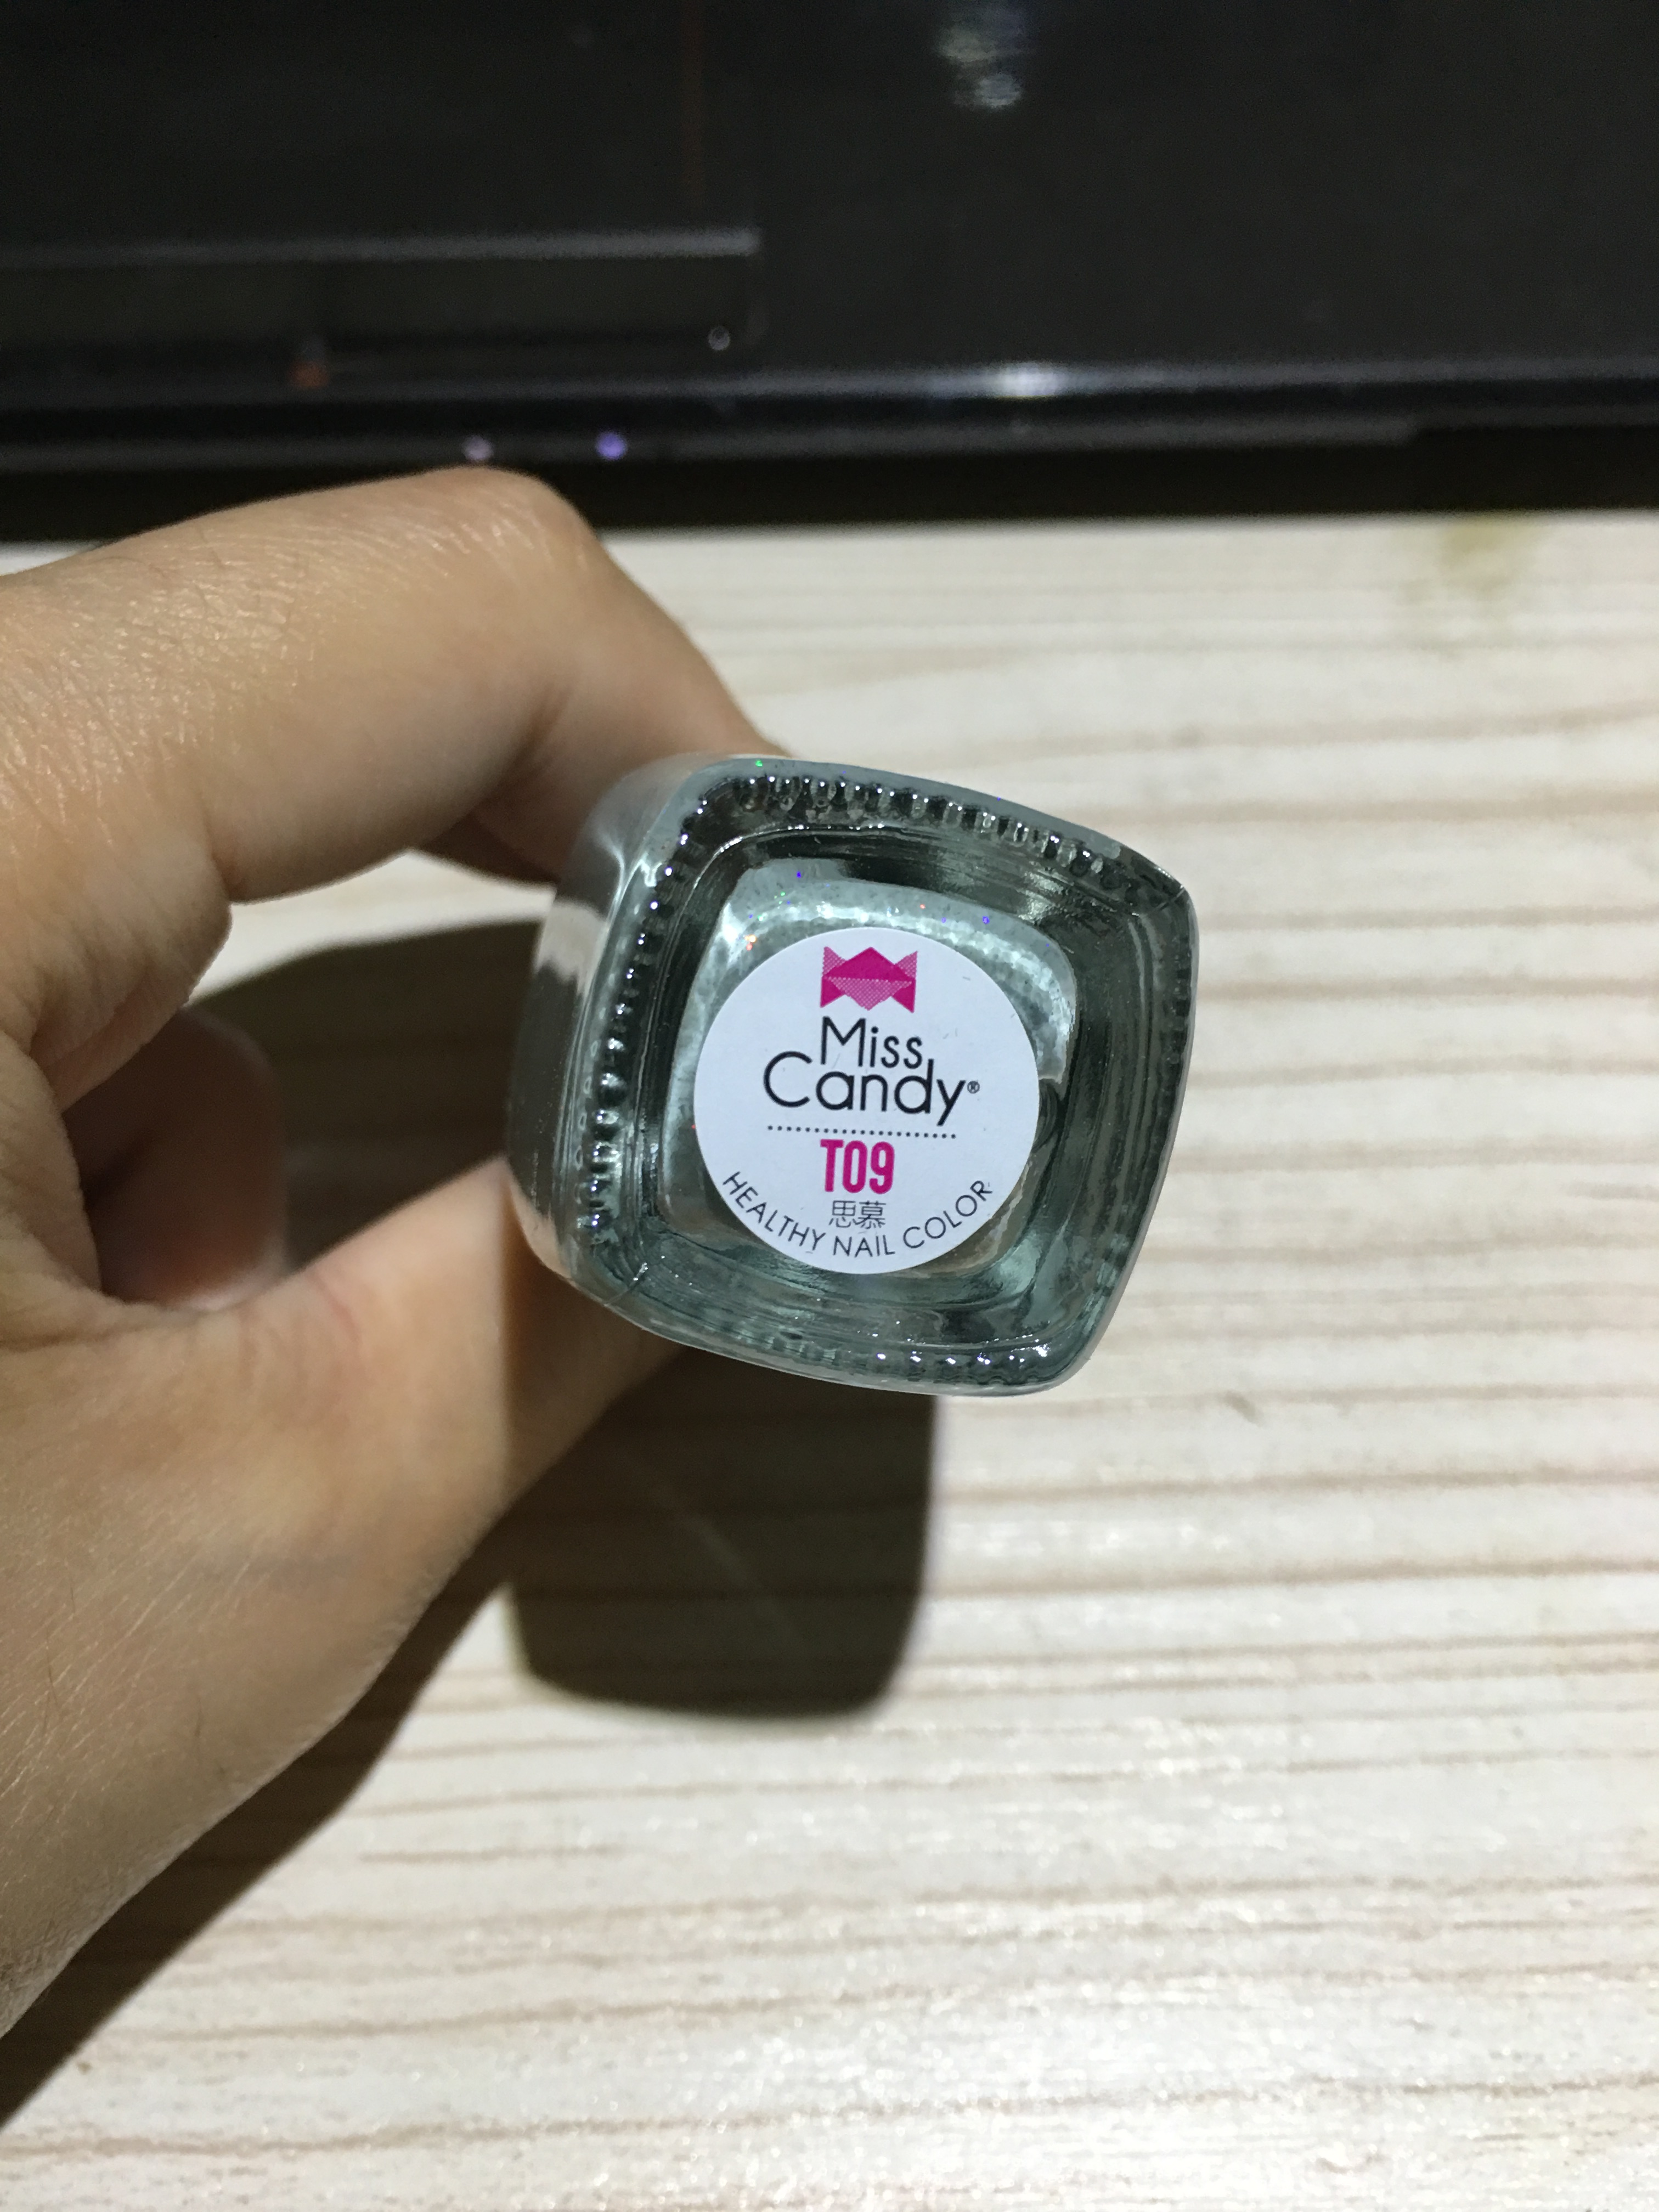 Miss
Candy®
T09
思慕
HEALTHY NAIL COLOR